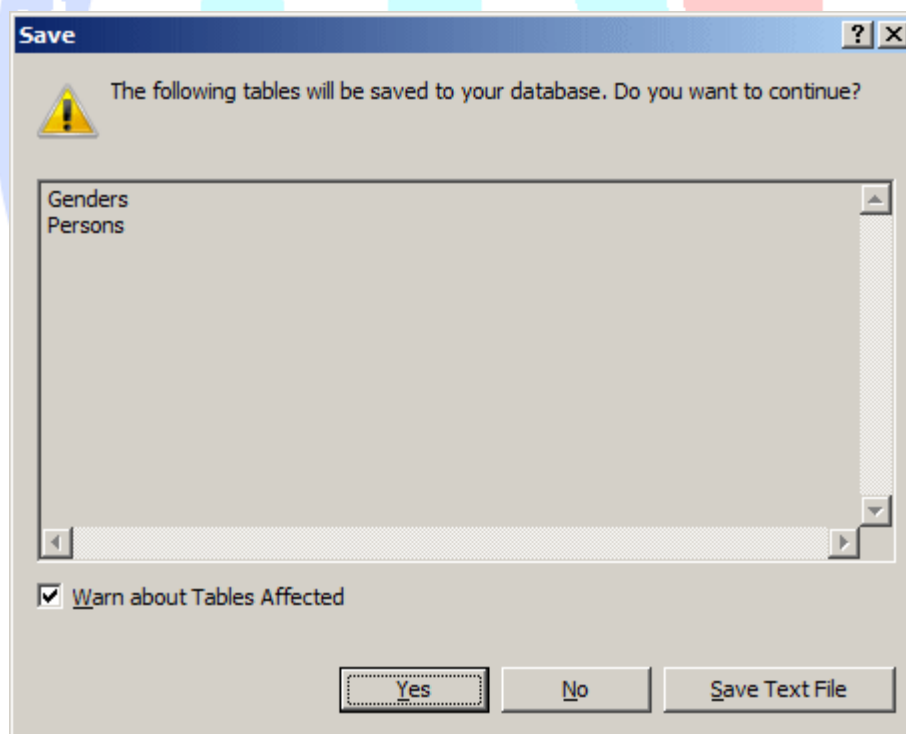 Save
The following tables will be saved to your database. Do you want to continue?
Genders
Persons
Warn about Tables Affected
Yes
No
Save Text File